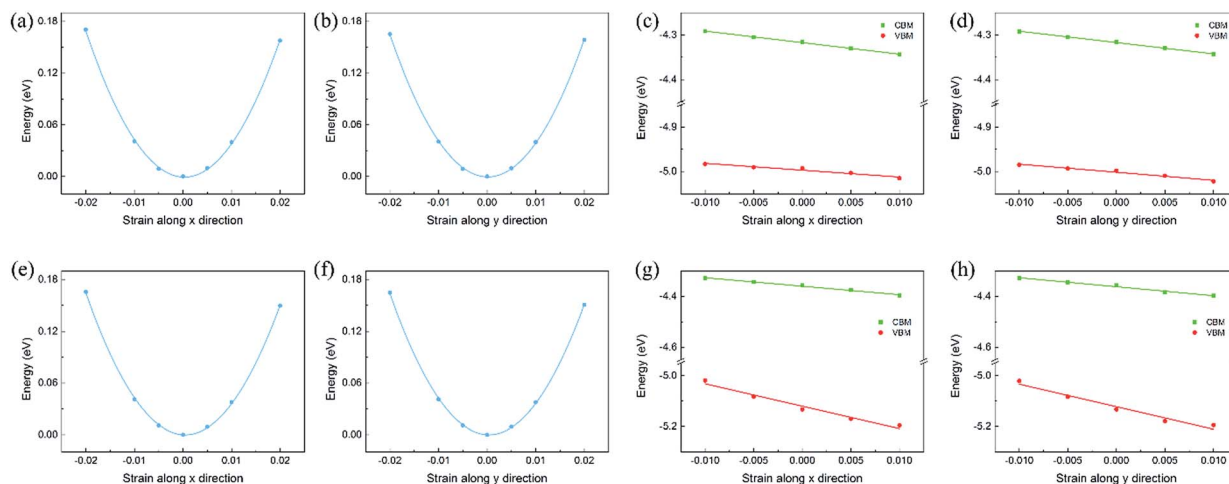 (a)
0.18
0.12
0.06
0.00
Energy (eV)
-0.02 -0.01 0.00 0.01 0.02
Strain along x direction
(b)
0.18
0.12
0.06
0.00
Energy (eV)
-0.02 -0.01 0.00 0.01 0.02
Strain along y direction
(c)
CBM
VBM
-4.3
-4.4
-4.9
-5.0
Energy (eV)
-0.010 -0.005 0.000 0.005 0.010
Strain along x direction
(d)
CBM
VBM
-4.3
-4.4
-4.9
-5.0
Energy (eV)
-0.010 -0.005 0.000 0.005 0.010
Strain along y direction
(e)
0.18
0.12
0.06
0.00
Energy (eV)
-0.02 -0.01 0.00 0.01 0.02
Strain along x direction
(f)
0.18
0.12
0.06
0.00
Energy (eV)
-0.02 -0.01 0.00 0.01 0.02
Strain along y direction
(g)
-4.4
CBM
VBM
-4.6
-5.0
-5.2
Energy (eV)
-0.010 -0.005 0.000 0.005 0.010
Strain along x direction
(h)
-4.4
CBM
VBM
-4.6
-5.0
-5.2
Energy (eV)
-0.010 -0.005 0.000 0.005 0.010
Strain along y direction